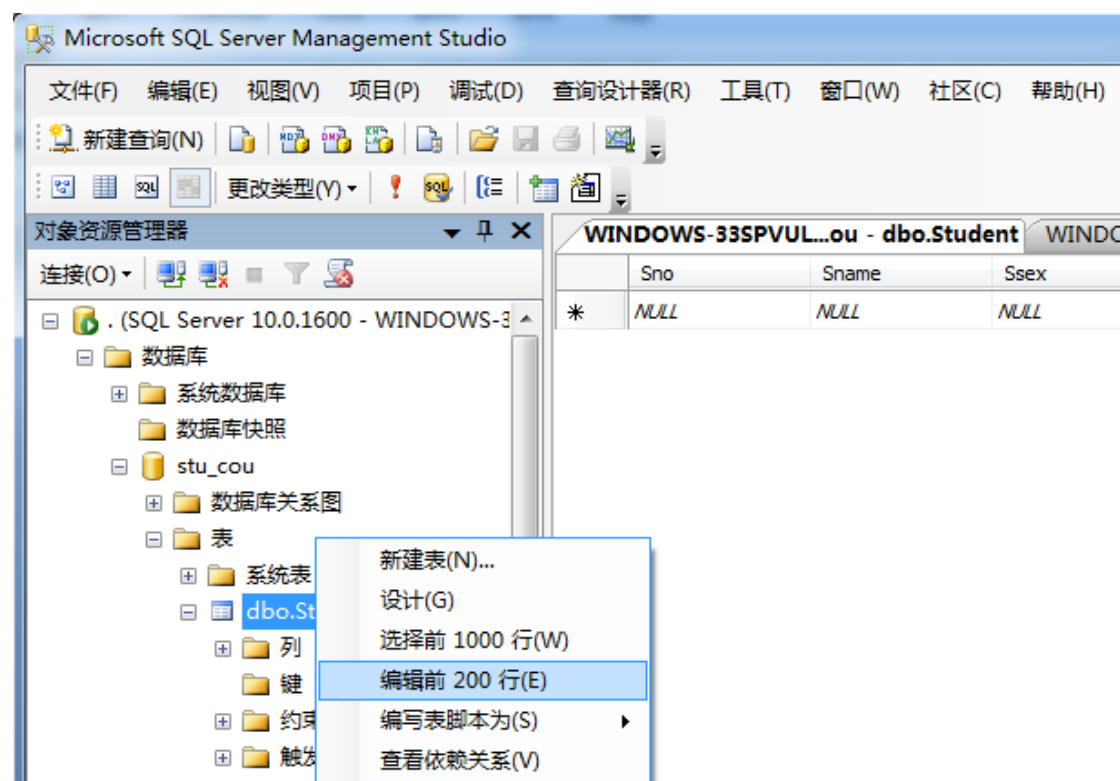 Microsoft SQL Server Management Studio
文件(F) 编辑(E) 视图(V) 项目(P) 调试(D) 查询设计器(R) 工具(T) 窗口(W) 社区(C) 帮助(H)
新建查询(N)
更改类型(Y)
对象资源管理器
连接(O)
. (SQL Server 10.0.1600 - WINDOWS-3
数据库
系统数据库
数据库快照
stu_cou
数据库关系图
表
系统表
dbo.St
列
键
约束
触发
新建表(N)...
设计(G)
选择前 1000 行(W)
编辑前 200 行(E)
编写表脚本为(S)
查看依赖关系(V)
WINDOWS-33SPVUL...ou - dbo.Student WINDO
Sno Sname Ssex
NULL NULL NULL